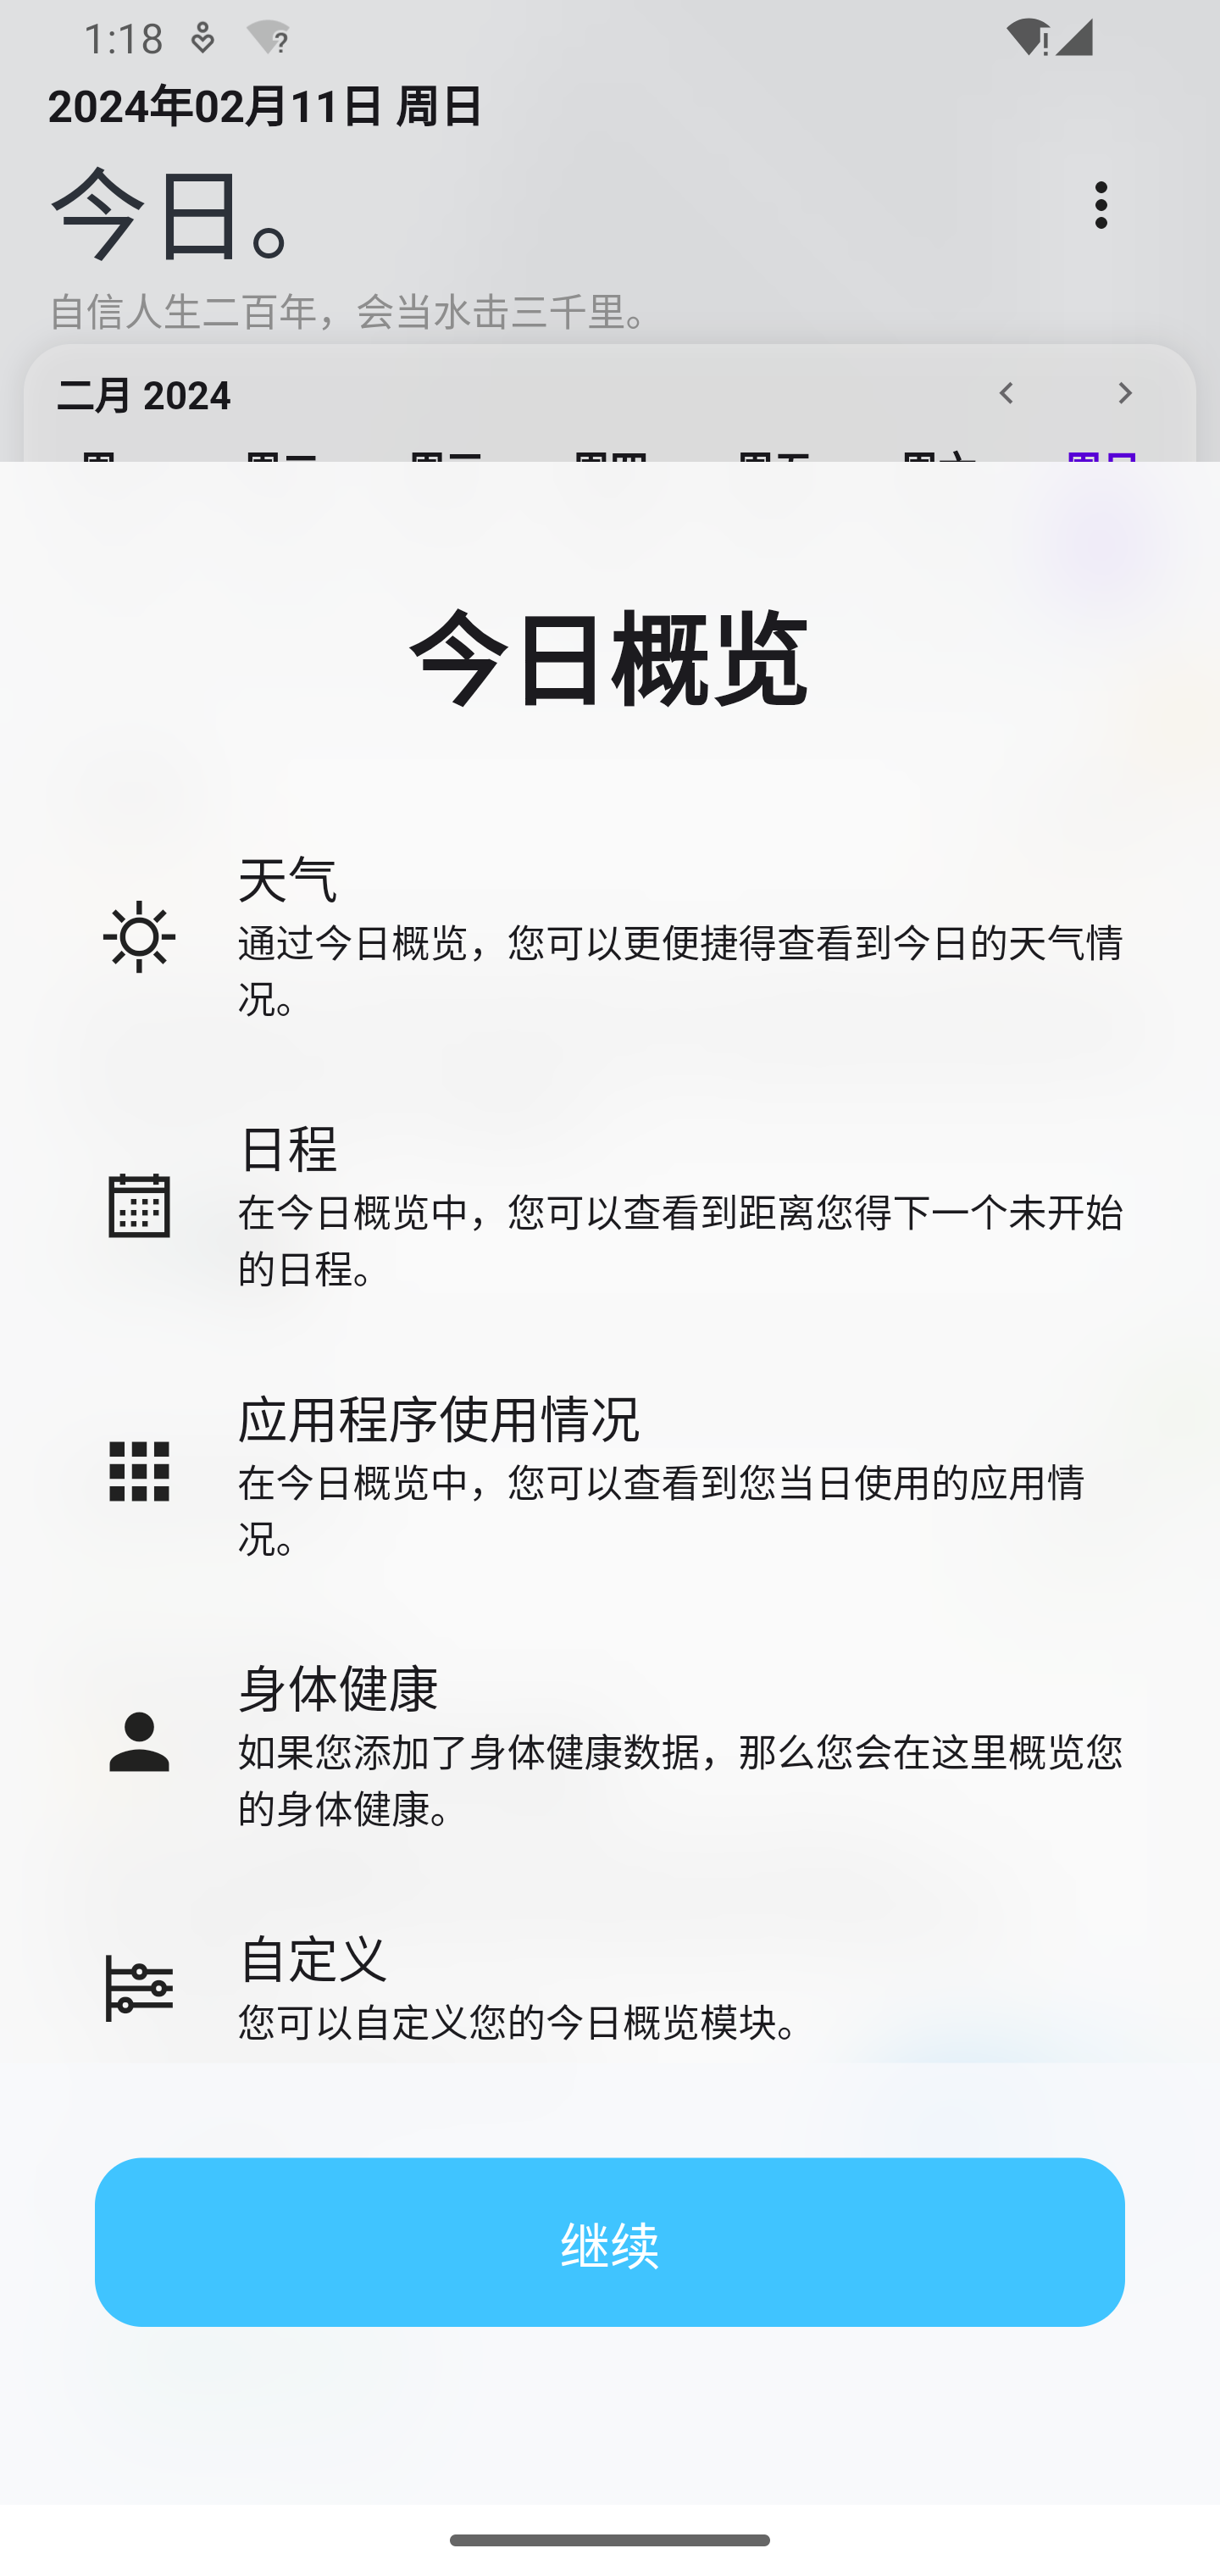 1:18
2024年02月11日 周日
今日。
自信人生二百年，会当水击三千里。
二月 2024
今日概览
天气
通过今日概览，您可以更便捷得查看到今日的天气情
况。
日程
在今日概览中，您可以查看到距离您得下一个未开始
的日程。
应用程序使用情况
在今日概览中，您可以查看到您当日使用的应用情
况。
身体健康
如果您添加了身体健康数据，那么您会在这里概览您
的身体健康。
自定义
您可以自定义您的今日概览模块。
继续